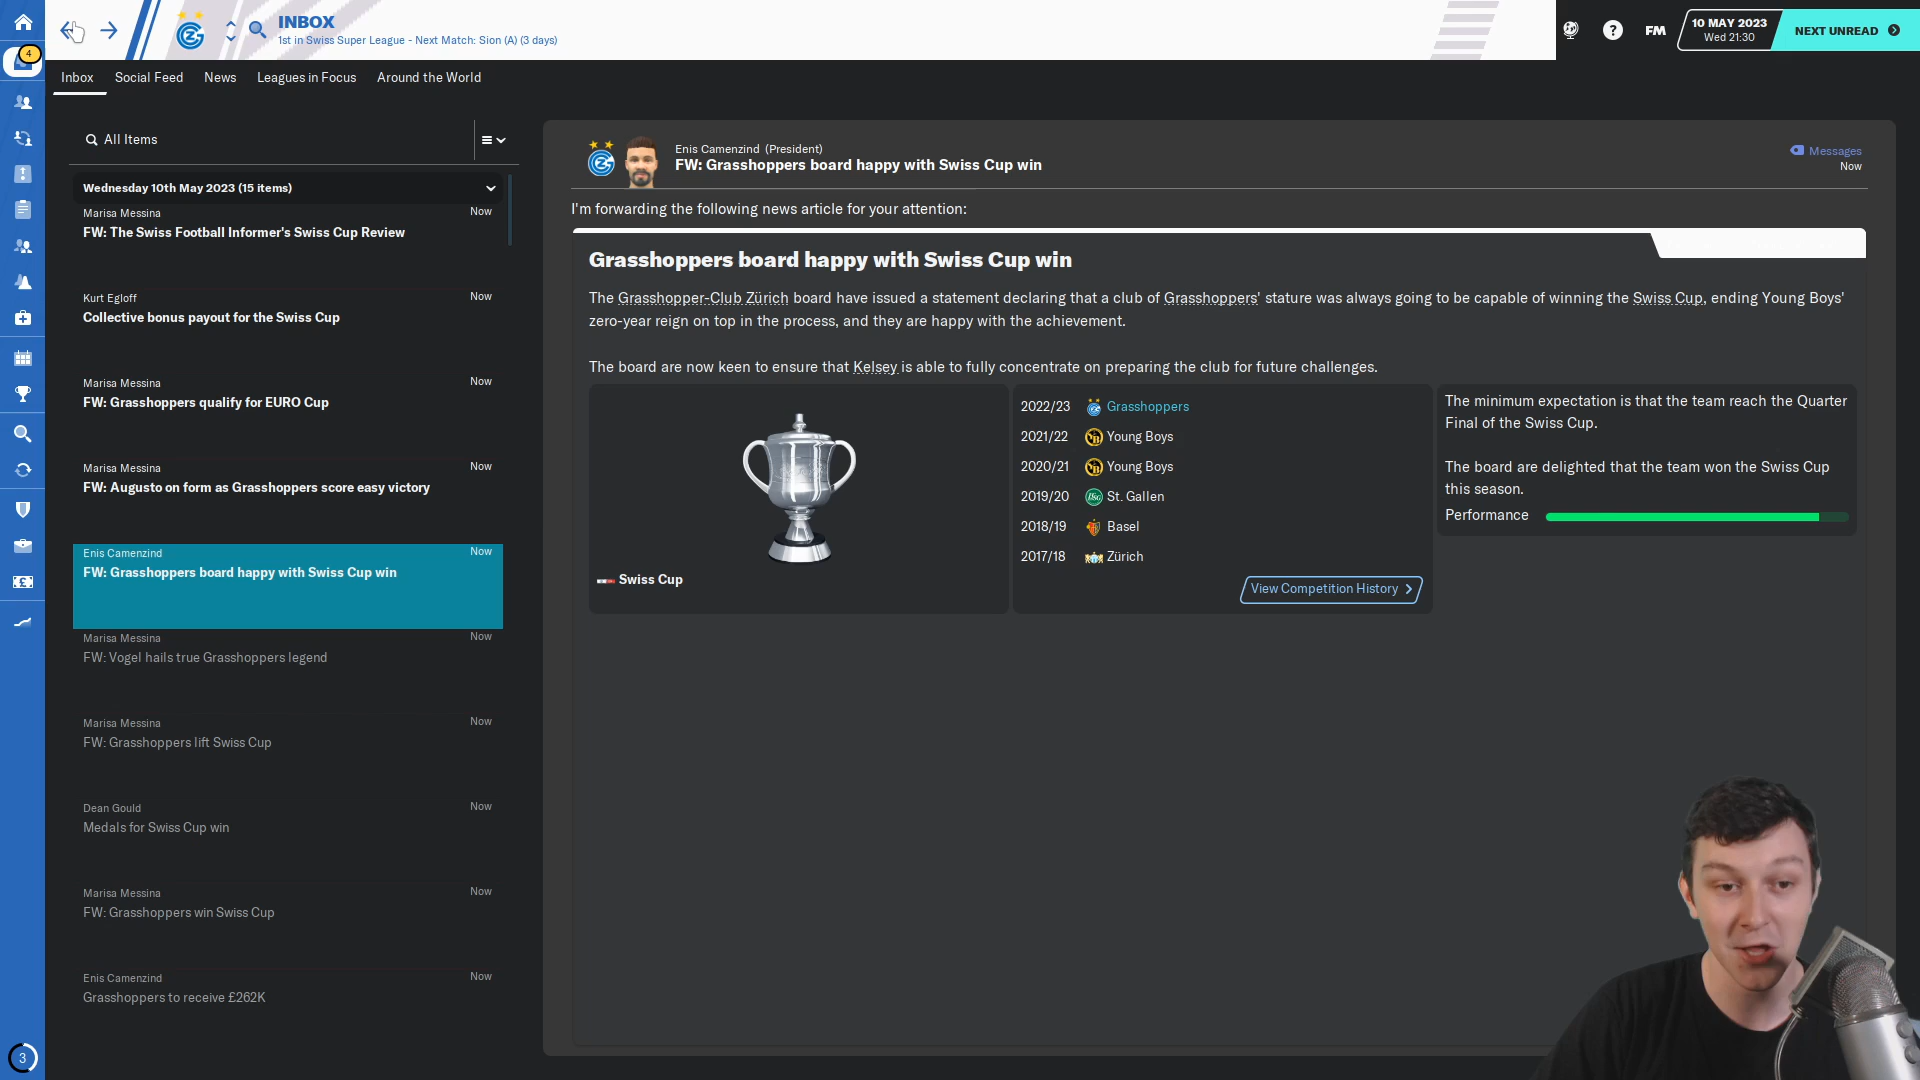 INBOX
1st in Swiss Super League - Next Match: Sion (A) (3 days)
FM
10 MAY 2023
Wed 21:30
NEXT UNREAD
4
Inbox
Social Feed
News
Leagues in Focus
Around the World
All Items
Wednesday 10th May 2023 (15 items)
Marisa Messina
Now
FW: The Swiss Football Informer's Swiss Cup Review
Kurt Egloff
Now
Collective bonus payout for the Swiss Cup
Marisa Messina
Now
FW: Grasshoppers qualify for EURO Cup
Marisa Messina
Now
FW: Augusto on form as Grasshoppers score easy victory
Enis Camenzind
Now
FW: Grasshoppers board happy with Swiss Cup win
Marisa Messina
Now
FW: Vogel hails true Grasshoppers legend
Marisa Messina
Now
FW: Grasshoppers lift Swiss Cup
Dean Gould
Now
Medals for Swiss Cup win
Marisa Messina
Now
FW: Grasshoppers win Swiss Cup
Enis Camenzind
Now
Grasshoppers to receive £262K
3
Enis Camenzind (President)
FW: Grasshoppers board happy with Swiss Cup win
Messages
Now
I'm forwarding the following news article for your attention:
Grasshoppers board happy with Swiss Cup win
The Grasshopper-Club Zürich board have issued a statement declaring that a club of Grasshoppers' stature was always going to be capable of winning the Swiss Cup, ending Young Boys'
zero-year reign on top in the process, and they are happy with the achievement.
The board are now keen to ensure that Kelsey is able to fully concentrate on preparing the club for future challenges.
Swiss Cup
2022/23 Grasshoppers
2021/22 Young Boys
2020/21 Young Boys
2019/20 St. Gallen
2018/19 Basel
2017/18 Zürich
View Competition History
The minimum expectation is that the team reach the Quarter
Final of the Swiss Cup.
The board are delighted that the team won the Swiss Cup
this season.
Performance